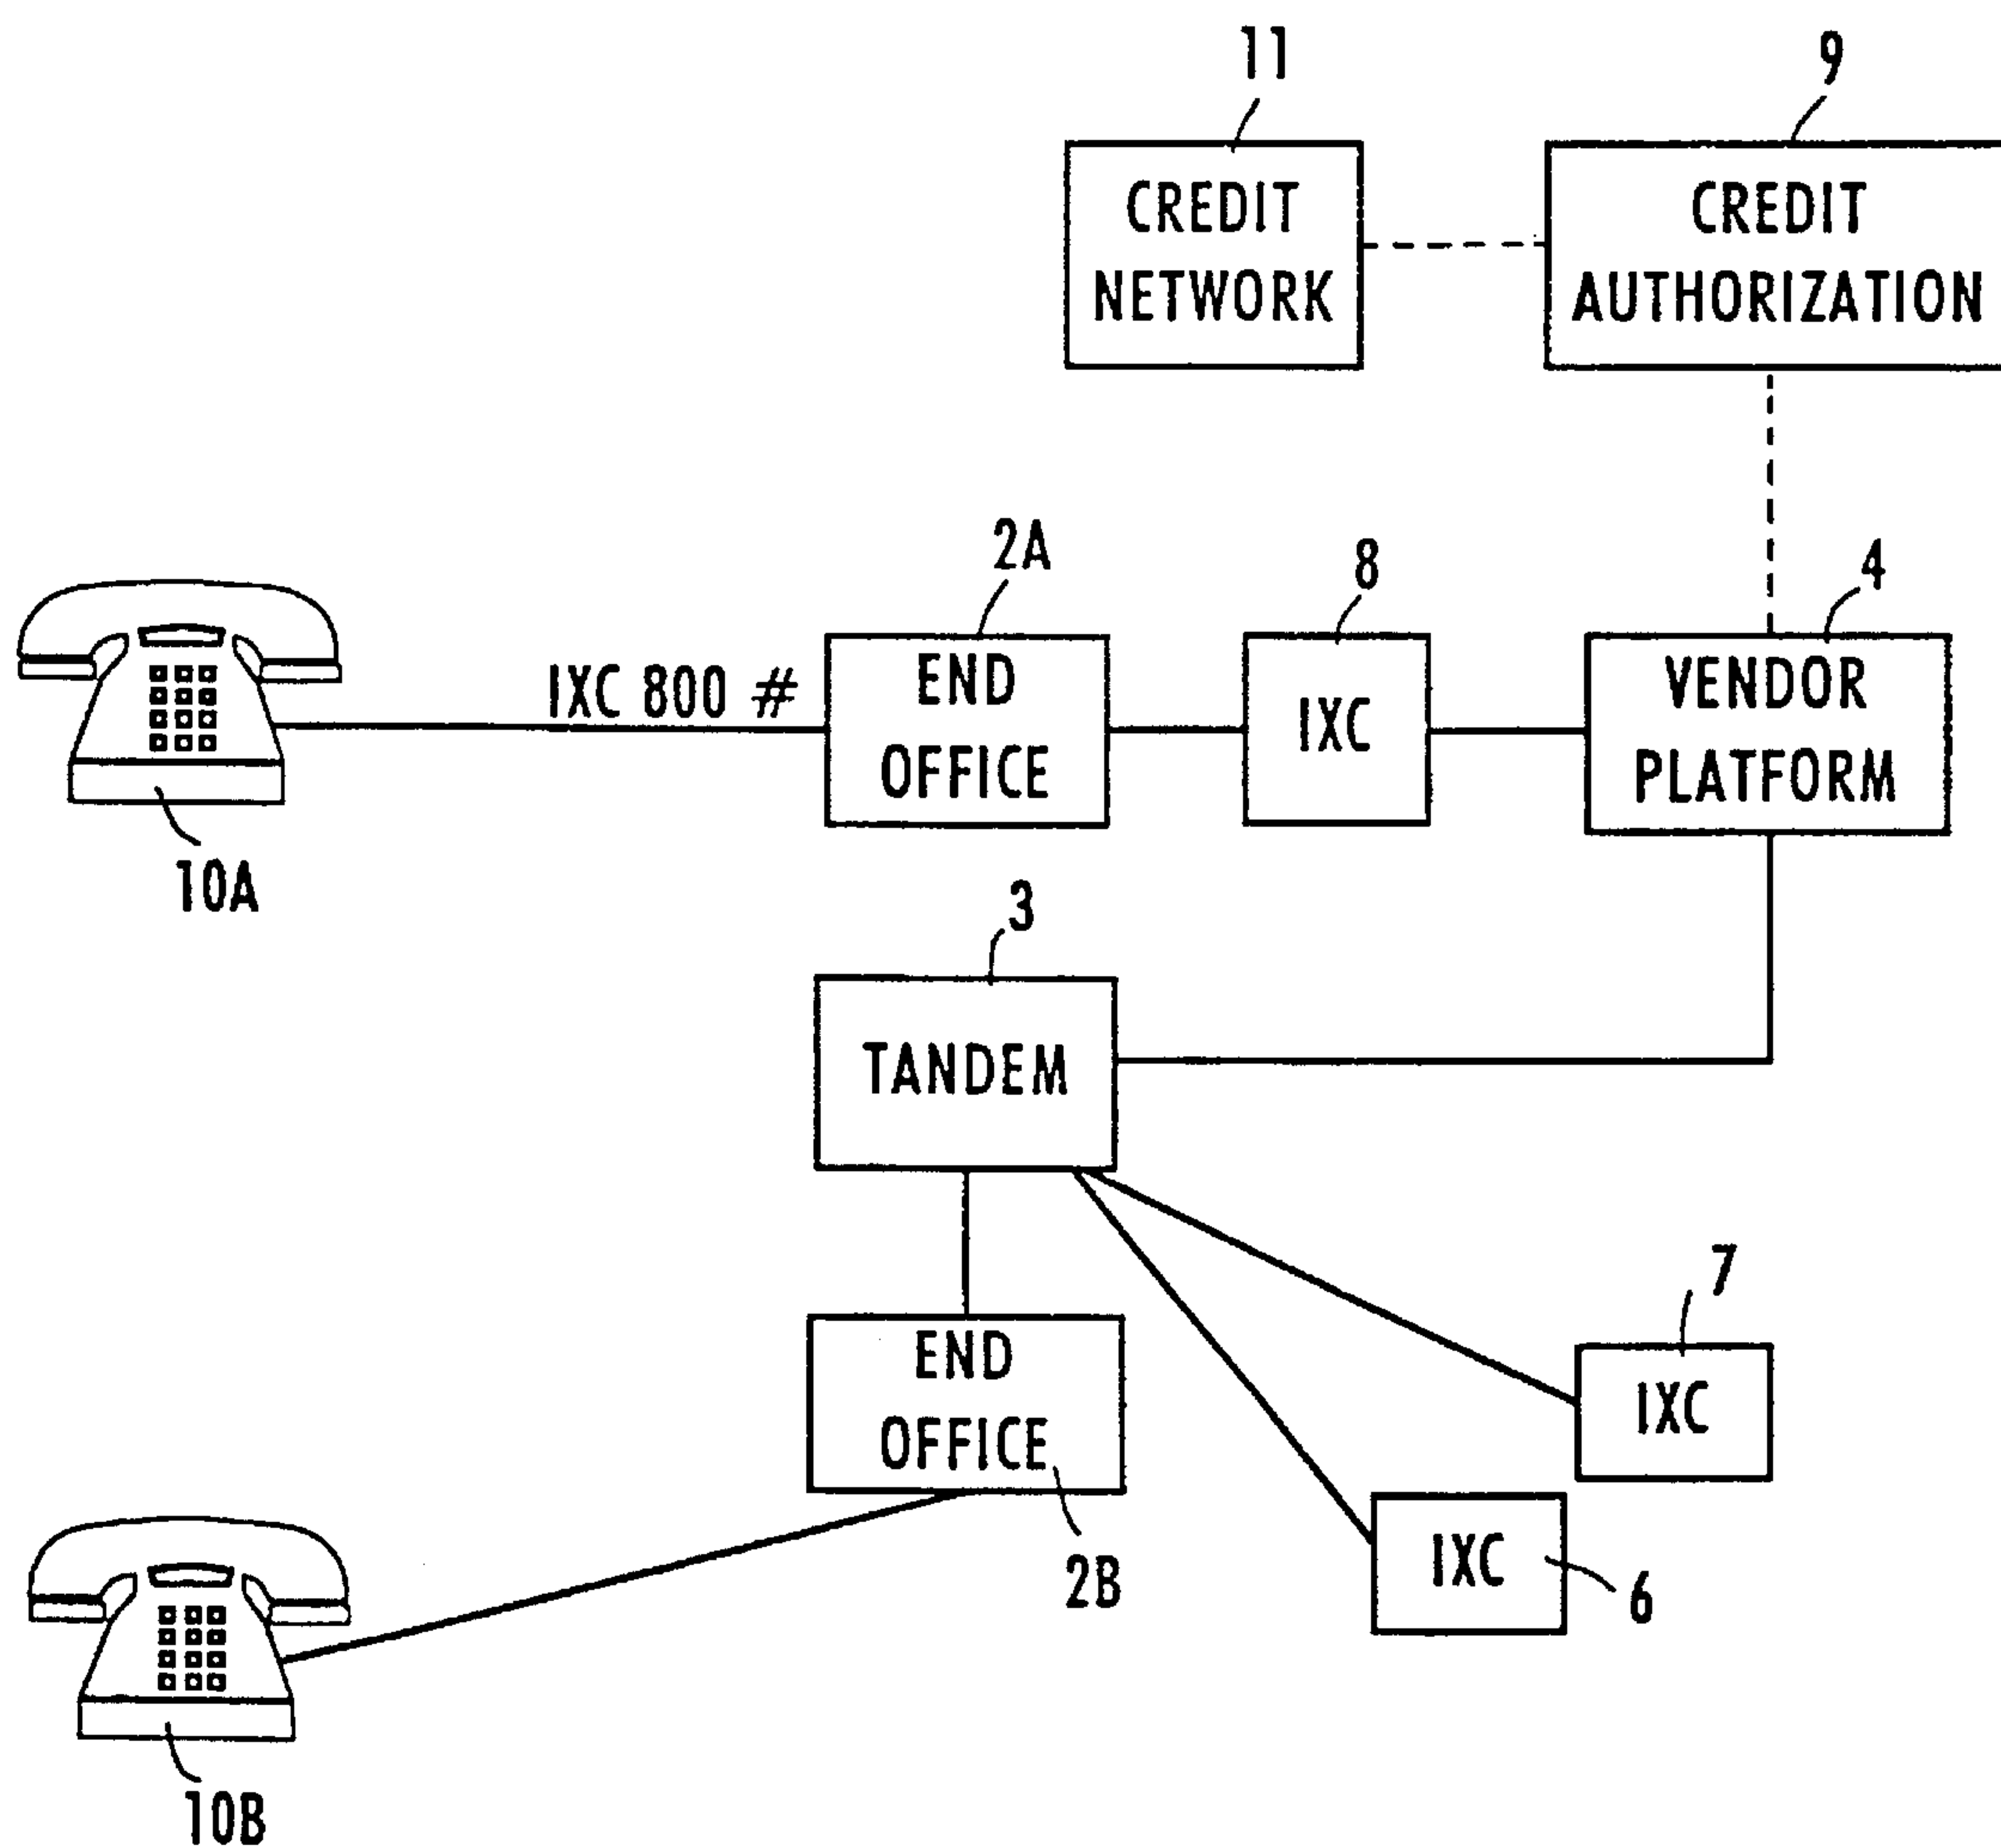 11
9
CREDIT
NETWORK
CREDIT
AUTHORIZATION
2A
8
4
IXC 800 #
END
OFFICE
IXC
VENDOR
PLATFORM
10A
3
TANDEM
7
END
OFFICE
IXC
2B
IXC
6
10B